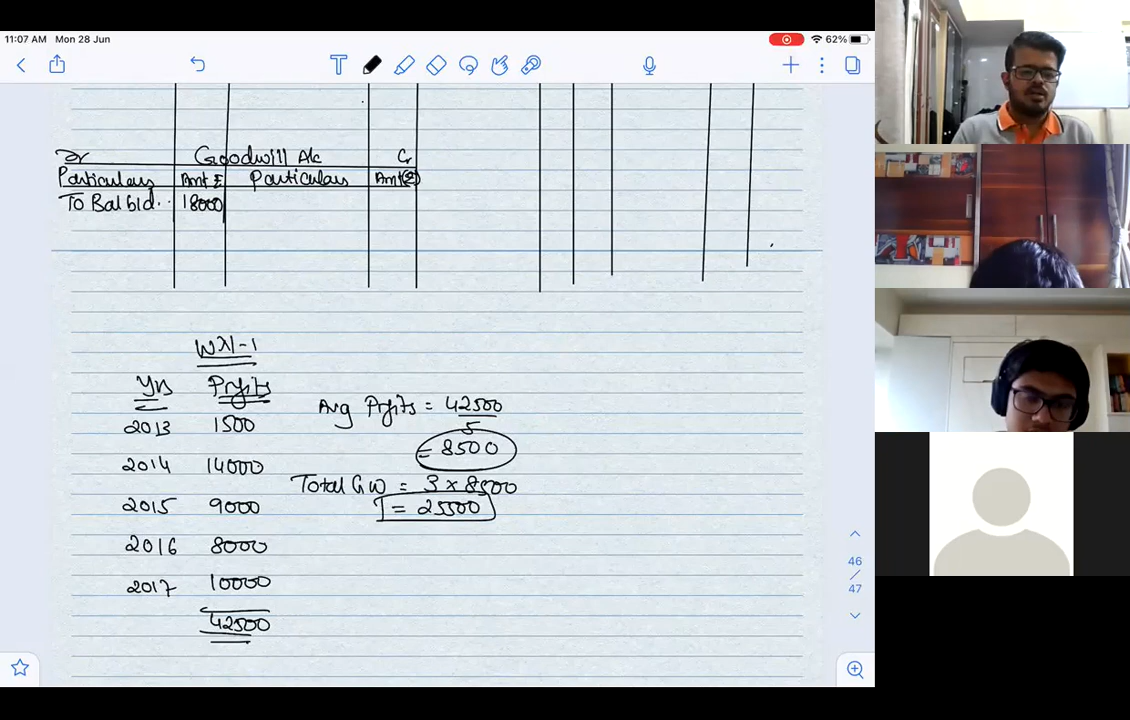 11:07 AM Mon 28 Jun
62%
T
Dr Goodwill A/c Cr
Particulars Amt ₹ Particulars Amt(₹)
To Bal b/d.. 18000
WN-1
Yrs Profits
2013 1500
2014 14000
2015 9000
2016 8000
2017 10000
42500
Avg Profits = 42500
5
= 8500
Total GW = 3 x 8500
= 25500
46
/
47